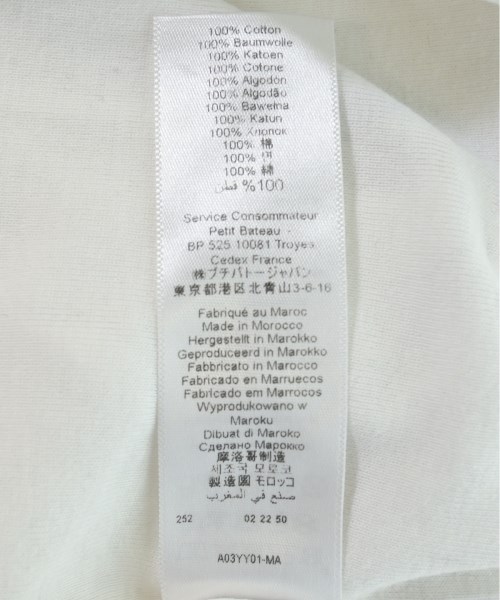 100% Cotton
100% Baumwolle
100% Katoen
100% Cotone
100% Algodón
100% Algodão
100% Bawełna
100% Katun
100% Хлопок
100% 棉
100%
100% 綿
%100 قطن
Service Consommateur
Petit Bateau -
BP 525 10081 Troyes
Cedex France
㈱プチバトージャパン
東京都港区北青山3-6-16
Fabriqué au Maroc
Made in Morocco
Hergestellt in Marokko
Geproduceerd in Marokko
Fabbricato in Marocco
Fabricado en Marruecos
Fabricado em Marrocos
Wyprodukowano w
Maroku
Dibuat di Maroko
Сделано Марокко
摩洛哥制造
제조국 모로코
製造国 モロッコ
صنع في المغرب
252 02 22 50
A03YY01-MA